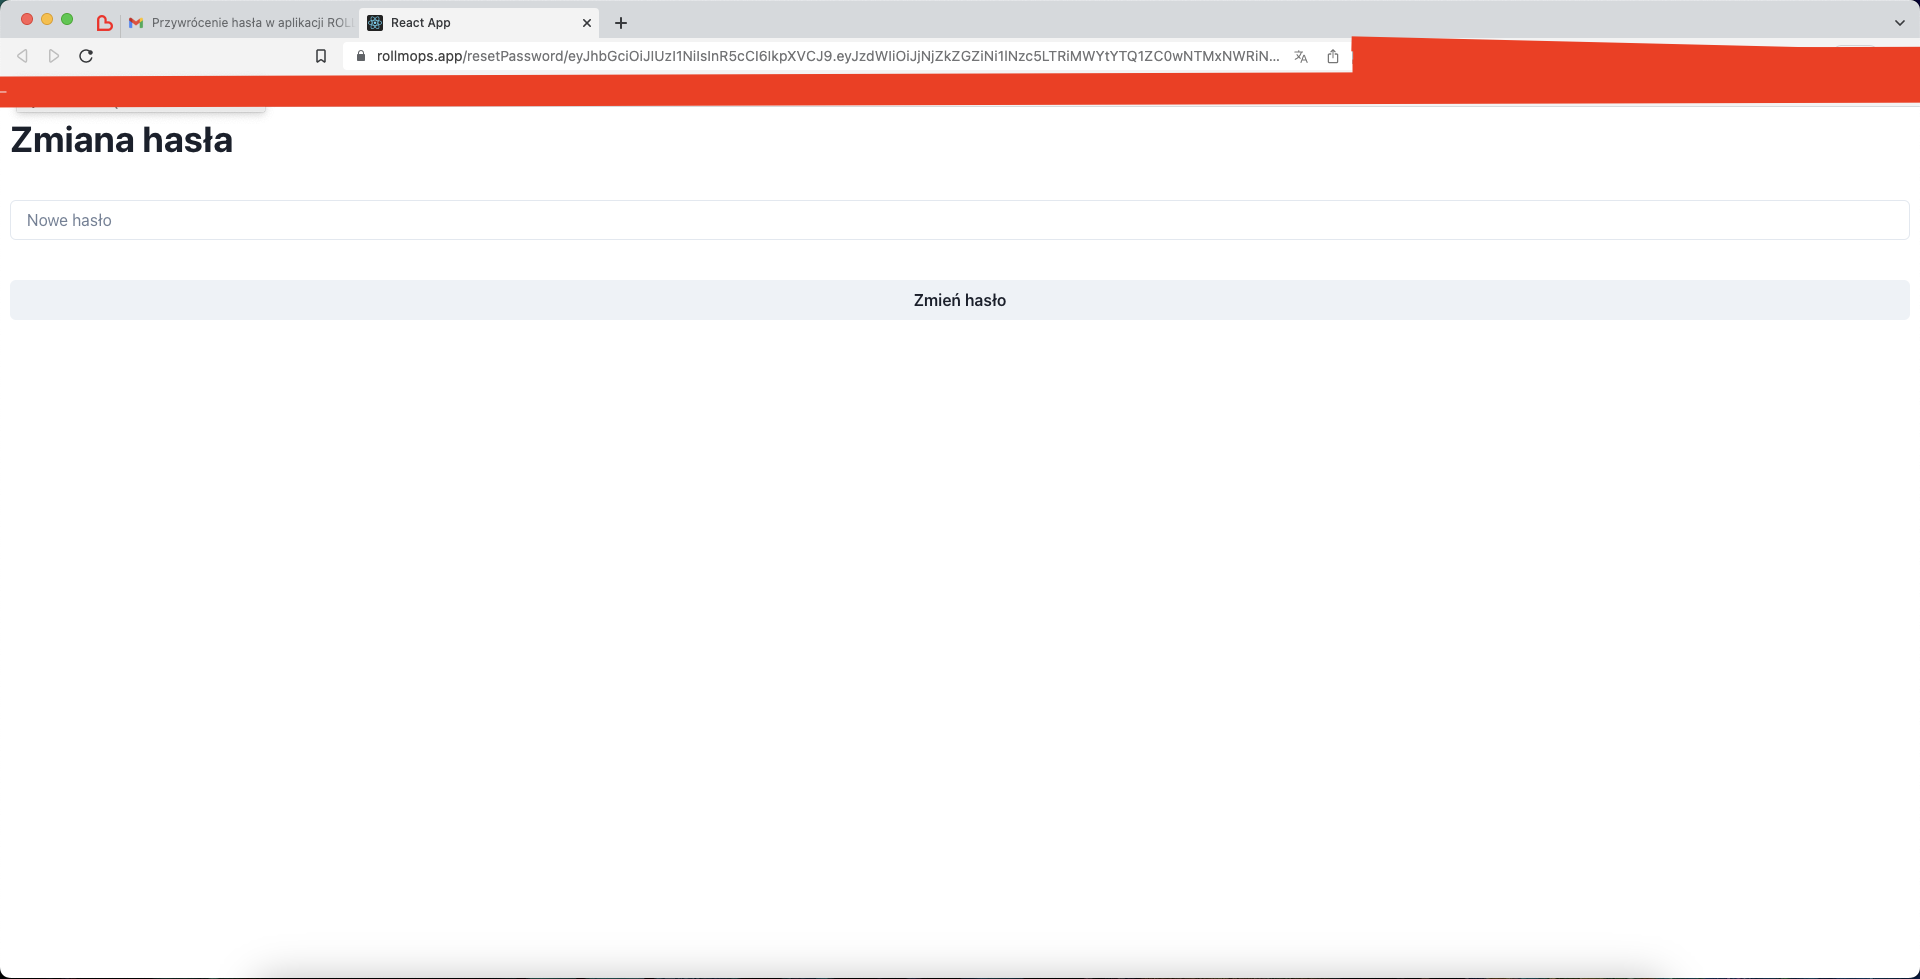 Przywrócenie hasła w aplikacji ROLL
React App
rollmops.app/resetPassword/eyJhbGciOiJIUzI1NiIsInR5cCI6IkpXVCJ9.eyJzdWIiOiJjNjZkZGZiNi1lNzc5LTRiMWYtYTQ1ZC0wNTMxNWRiN...
Zmiana hasła
Nowe hasło
Zmień hasło